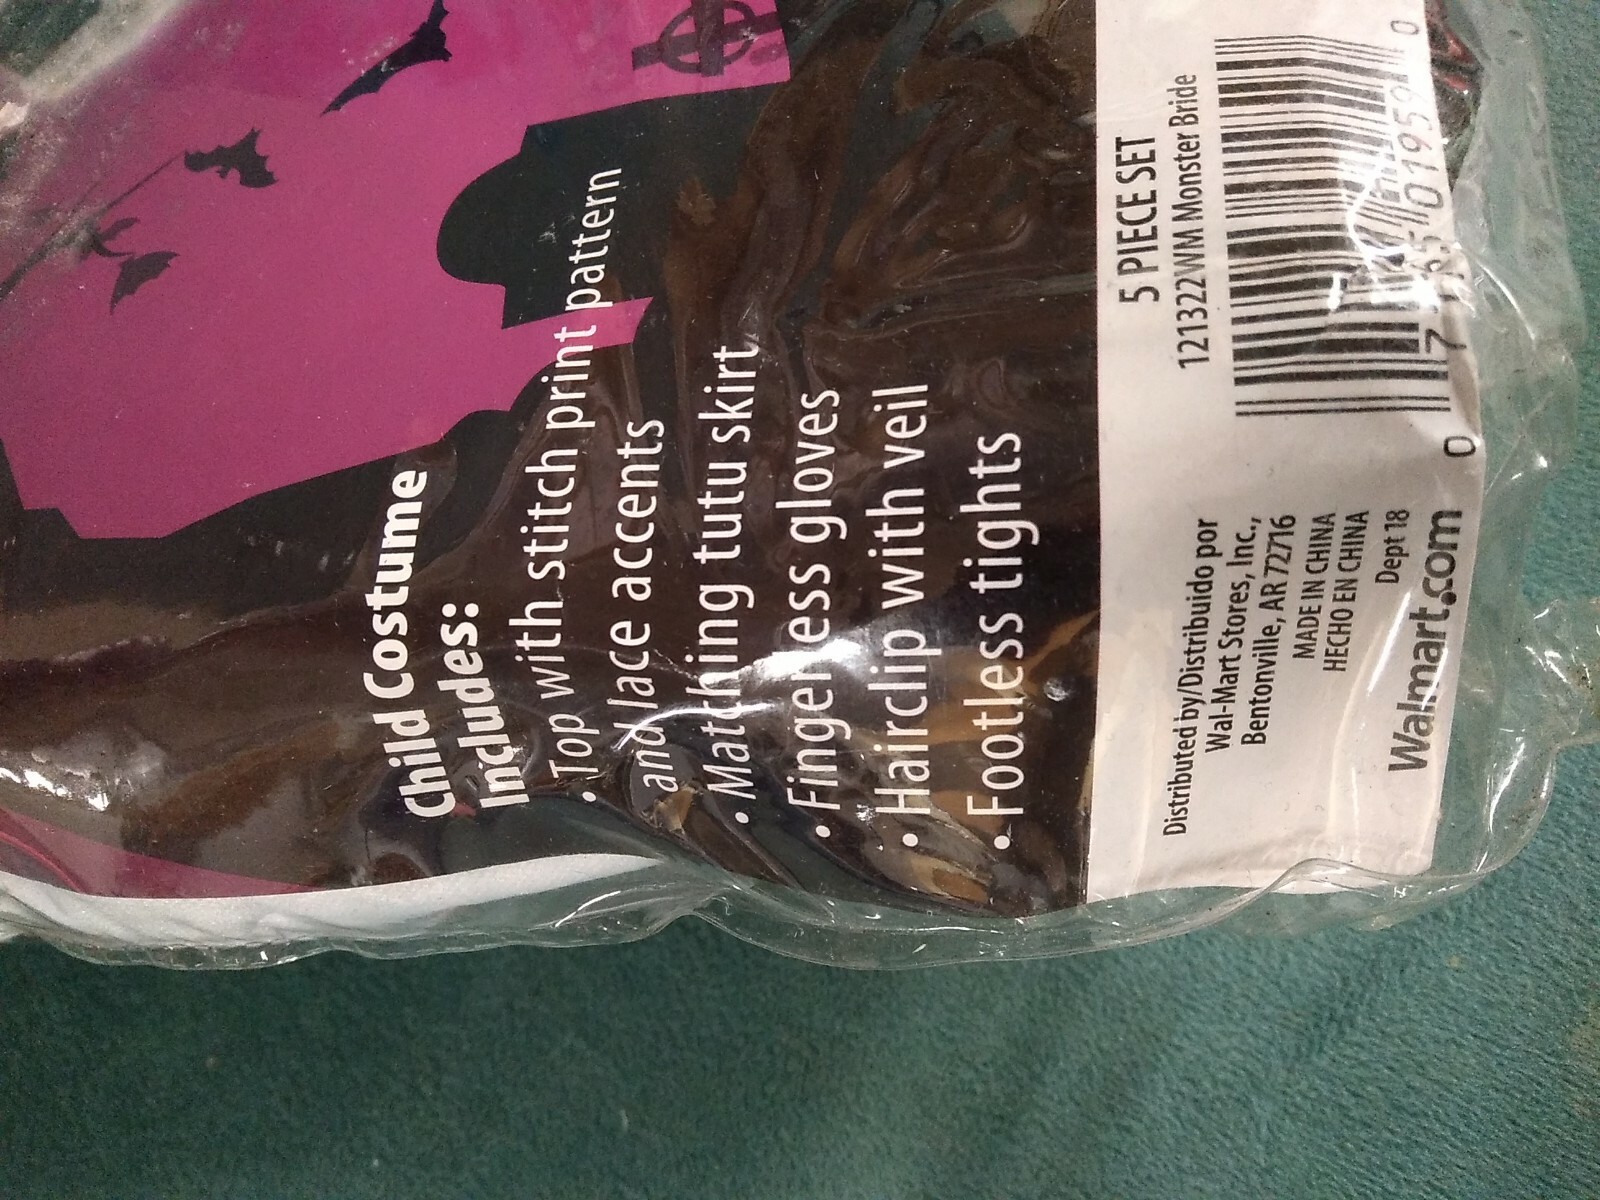 Child Costume
Includes:
• Top with stitch print pattern
and lace accents
• Matching tutu skirt
• Fingerless gloves
• Hairclip with veil
• Footless tights
5 PIECE SET
121322WM Monster Bride
Distributed by/Distribuido por
Wal-Mart Stores, Inc.,
Bentonville, AR 72716
MADE IN CHINA
HECHO EN CHINA
Dept 18
Walmart.com